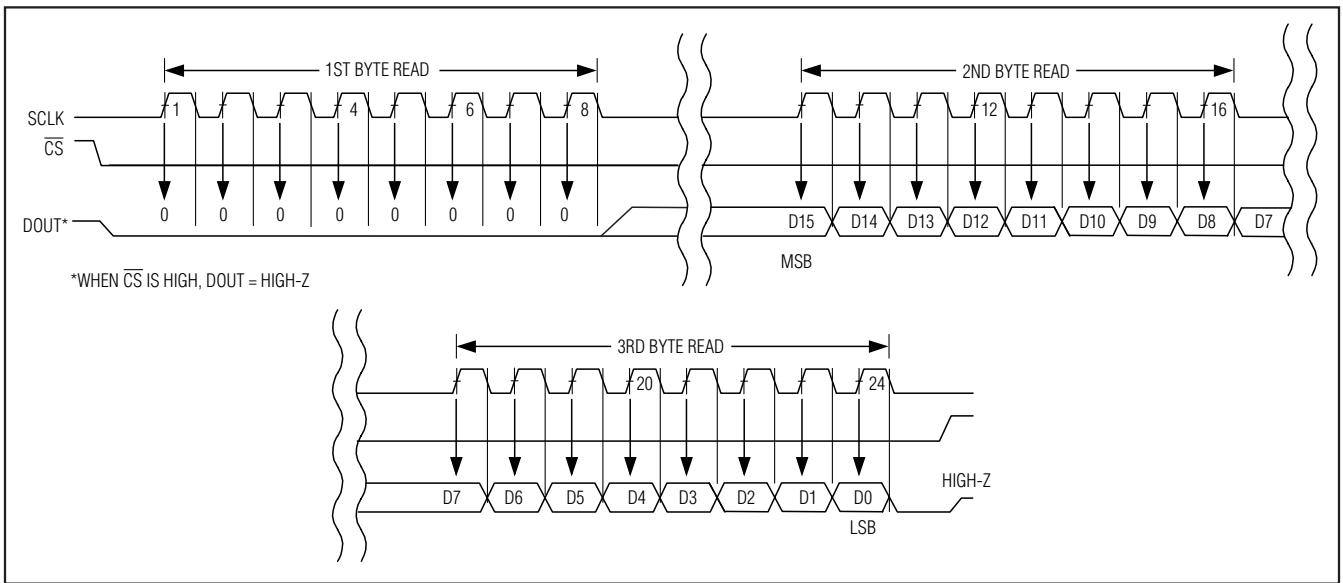 1ST BYTE READ
2ND BYTE READ
SCLK
1 4 6 8 12 16
CS
0 0 0 0 0 0 0 0
DOUT*
D15 D14 D13 D12 D11 D10 D9 D8 D7
MSB
*WHEN CS IS HIGH, DOUT = HIGH-Z
3RD BYTE READ
20 24
HIGH-Z
D7 D6 D5 D4 D3 D2 D1 D0
LSB